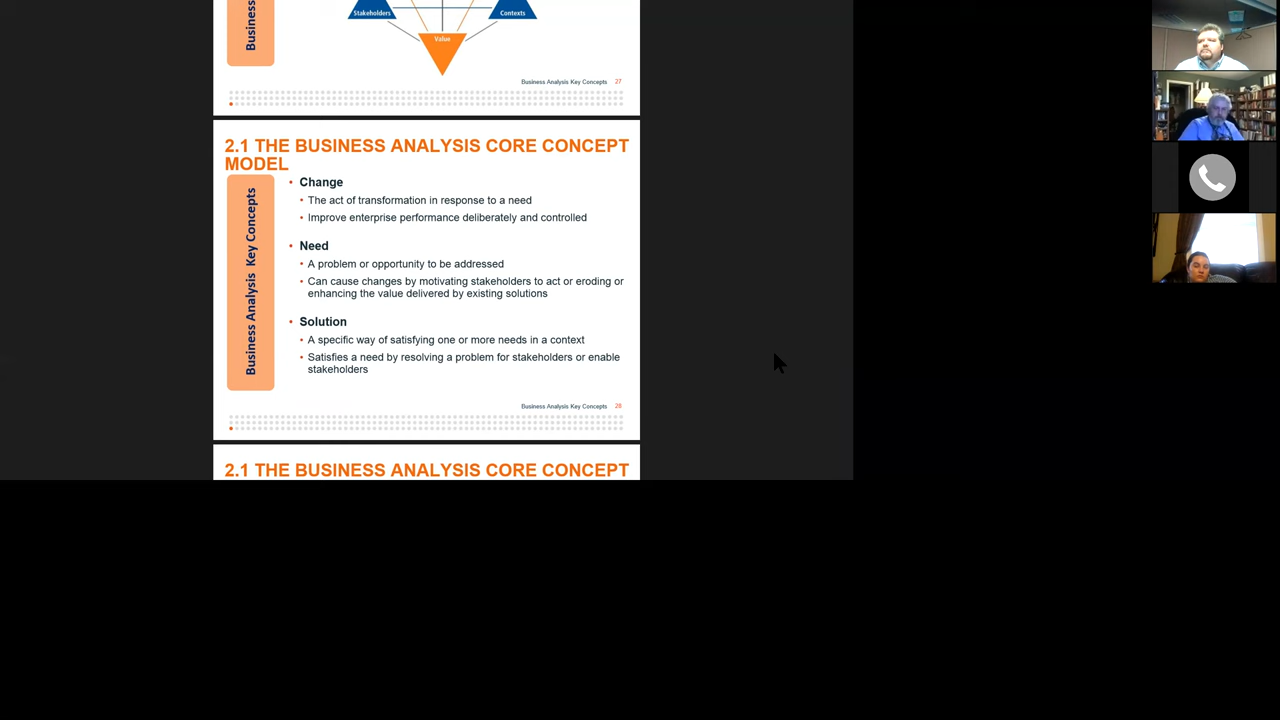 Business
Stakeholders
Contexts
Value
Business Analysis Key Concepts 27
2.1 THE BUSINESS ANALYSIS CORE CONCEPT
MODEL
Business Analysis Key Concepts
• Change
• The act of transformation in response to a need
• Improve enterprise performance deliberately and controlled
• Need
• A problem or opportunity to be addressed
• Can cause changes by motivating stakeholders to act or eroding or
enhancing the value delivered by existing solutions
• Solution
• A specific way of satisfying one or more needs in a context
• Satisfies a need by resolving a problem for stakeholders or enable
stakeholders
Business Analysis Key Concepts 28
2.1 THE BUSINESS ANALYSIS CORE CONCEPT